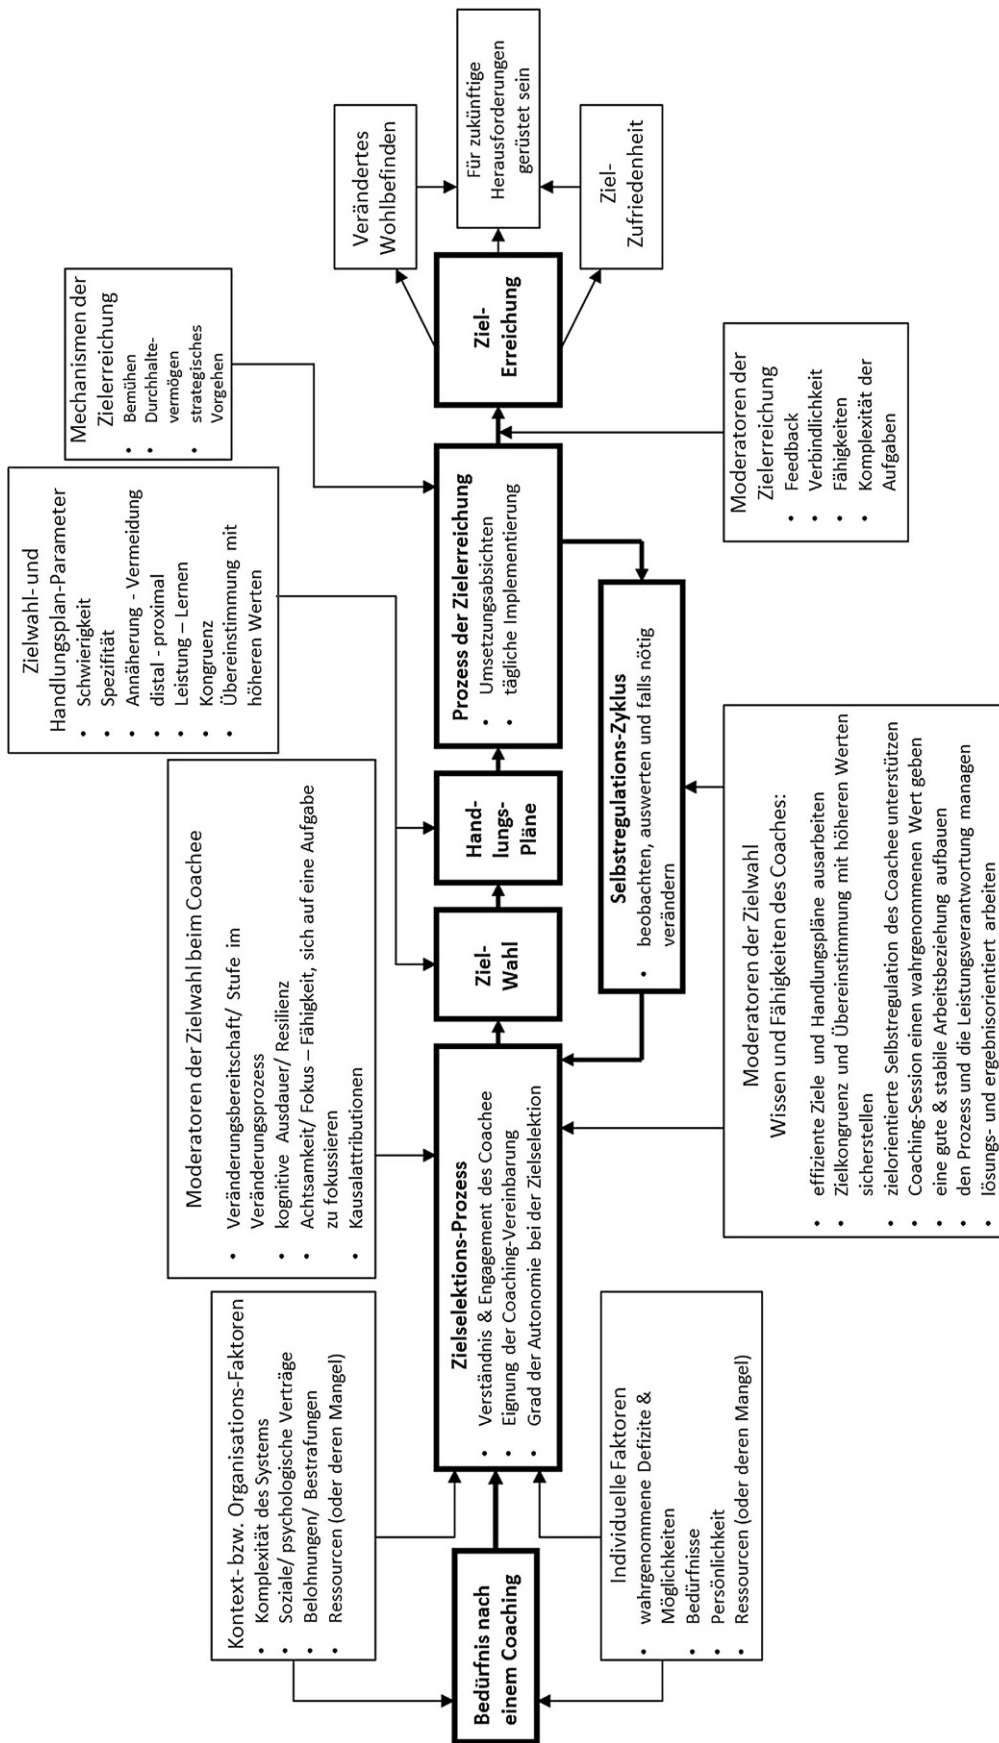 Kontext- bzw. Organisations-Faktoren
• Komplexität des Systems
• Soziale/ psychologische Verträge
• Belohnungen/ Bestrafungen
• Ressourcen (oder deren Mangel)
Bedürfnis nach
einem Coaching
Individuelle Faktoren
• wahrgenommene Defizite &
Möglichkeiten
• Bedürfnisse
• Persönlichkeit
• Ressourcen (oder deren Mangel)
Moderatoren der Zielwahl beim Coachee
• Veränderungsbereitschaft/ Stufe im
Veränderungsprozess
• kognitive Ausdauer/ Resilienz
• Achtsamkeit/ Fokus – Fähigkeit, sich auf eine Aufgabe
zu fokussieren
• Kausalattributionen
Zielselektions-Prozess
• Verständnis & Engagement des Coachee
• Eignung der Coaching-Vereinbarung
• Grad der Autonomie bei der Zielselektion
Moderatoren der Zielwahl
Wissen und Fähigkeiten des Coaches:
• effiziente Ziele und Handlungspläne ausarbeiten
• Zielkongruenz und Übereinstimmung mit höheren Werten
sicherstellen
• zielorientierte Selbstregulation des Coachee unterstützen
• Coaching-Session einen wahrgenommenen Wert geben
• eine gute & stabile Arbeitsbeziehung aufbauen
• den Prozess und die Leistungsverantwortung managen
• lösungs- und ergebnisorientiert arbeiten
Zielwahl- und
Handlungsplan-Parameter
• Schwierigkeit
• Spezifität
• Annäherung - Vermeidung
• distal - proximal
• Leistung – Lernen
• Kongruenz
• Übereinstimmung mit
höheren Werten
Ziel-
Wahl
Hand-
lungs-
Pläne
Selbstregulations-Zyklus
• beobachten, auswerten und falls nötig
verändern
Mechanismen der
Zielerreichung
• Bemühen
• Durchhalte-
vermögen
• strategisches
Vorgehen
Prozess der Zielerreichung
• Umsetzungsabsichten
• tägliche Implementierung
Moderatoren der
Zielerreichung
• Feedback
• Verbindlichkeit
• Fähigkeiten
• Komplexität der
Aufgaben
Ziel-
Erreichung
Verändertes
Wohlbefinden
Für zukünftige
Herausforderungen
gerüstet sein
Ziel-
Zufriedenheit